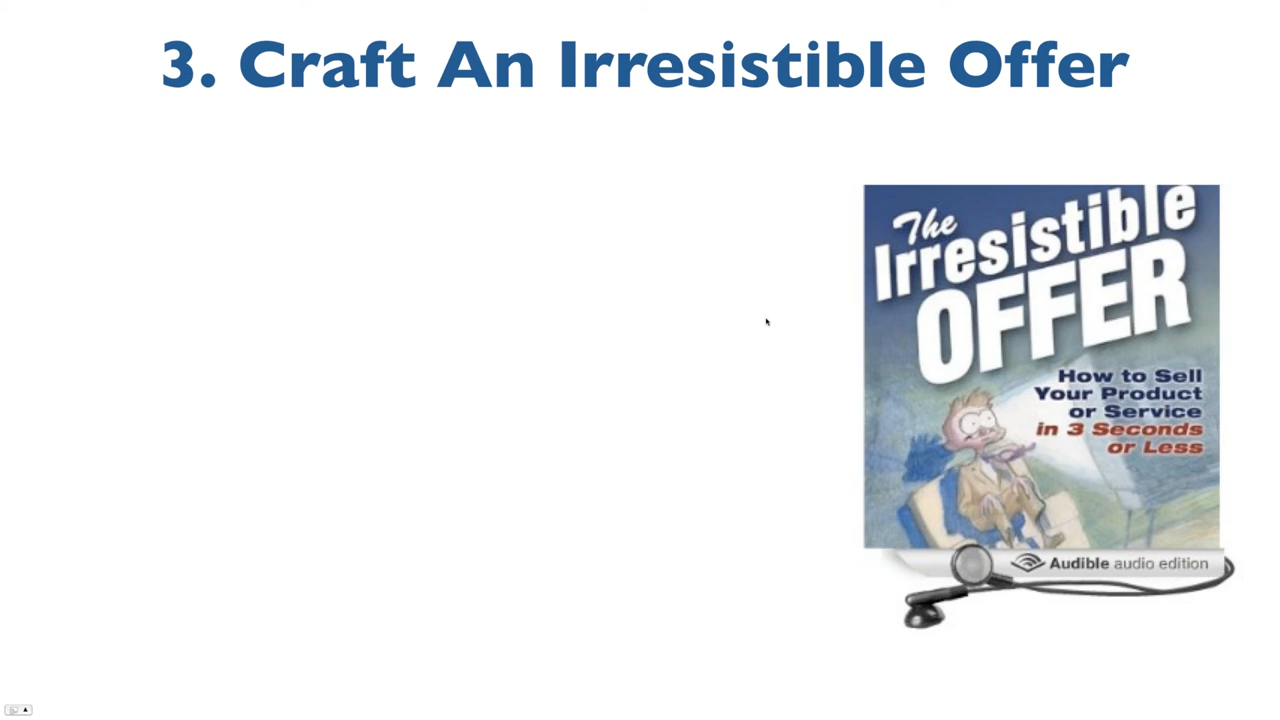 3. Craft An Irresistible Offer
The
Irresistible
OFFER
How to Sell
Your Product
or Service
in 3 Seconds
or Less
Audible audio edition